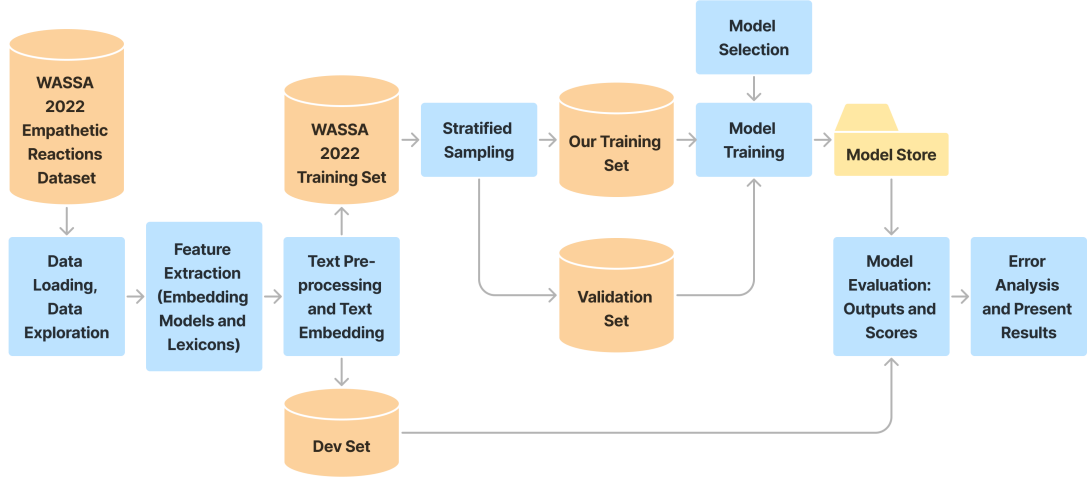 WASSA
2022
Empathetic
Reactions
Dataset
Data
Loading,
Data
Exploration
Feature
Extraction
(Embedding
Models and
Lexicons)
WASSA
2022
Training Set
Text Pre-
processing
and Text
Embedding
Dev Set
Stratified
Sampling
Our Training
Set
Validation
Set
Model
Selection
Model
Training
Model Store
Model
Evaluation:
Outputs and
Scores
Error
Analysis
and Present
Results